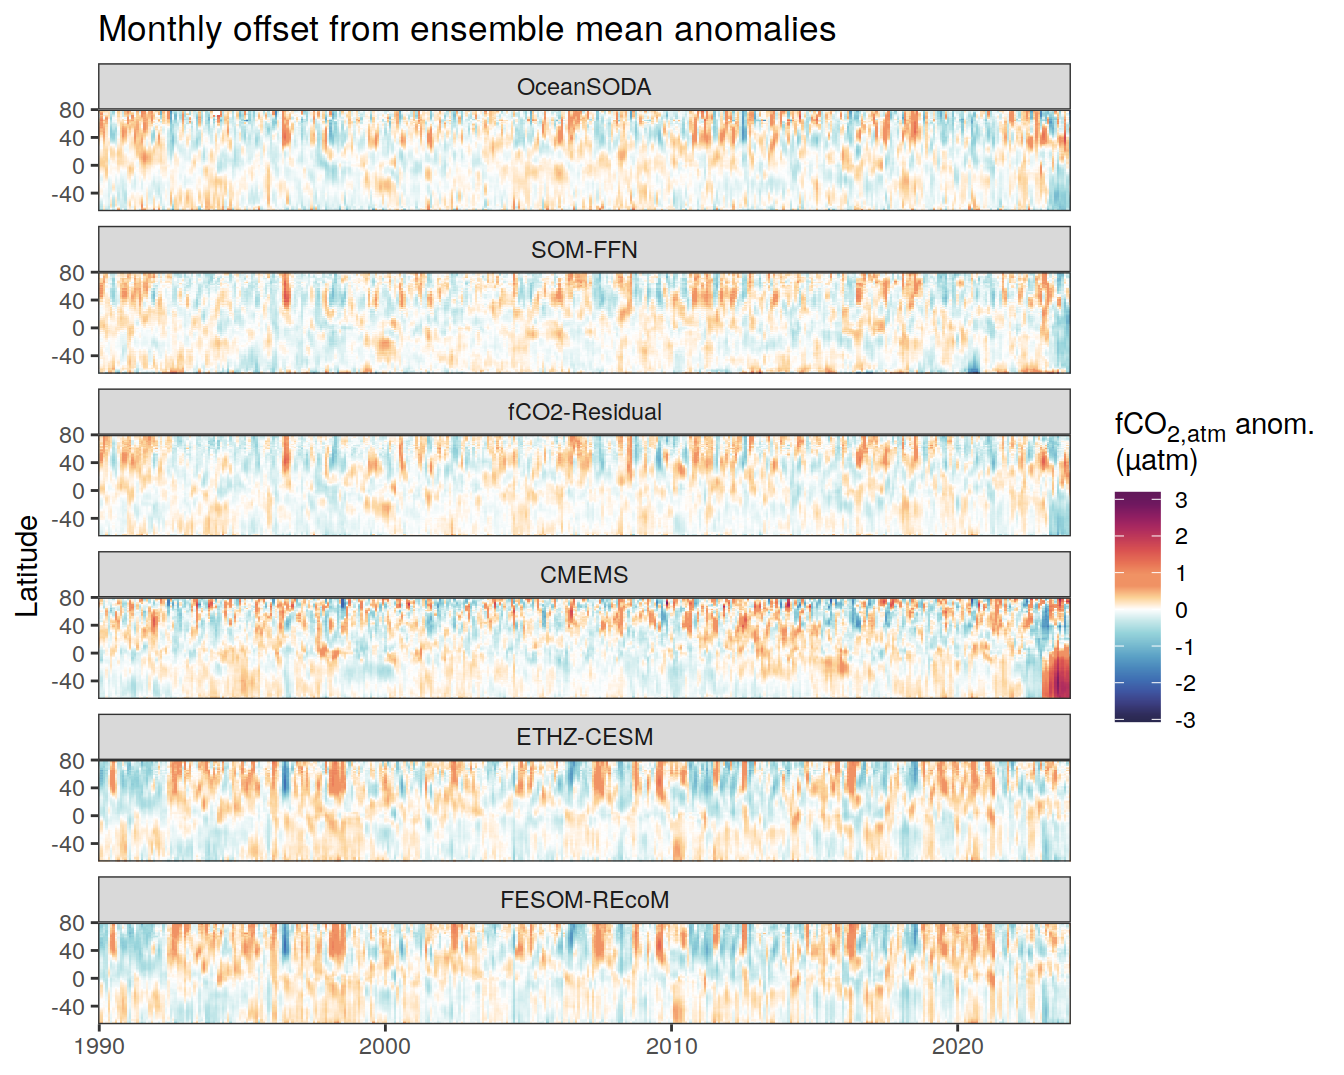 Monthly offset from ensemble mean anomalies
OceanSODA
80
40
0
-40
SOM-FFN
80
40
0
-40
fCO2-Residual
80
40
0
-40
CMEMS
80
40
0
-40
ETHZ-CESM
80
40
0
-40
FESOM-REcoM
80
40
0
-40
1990 2000 2010 2020
Latitude
fCO2,atm anom.
(µatm)
3
2
1
0
-1
-2
-3